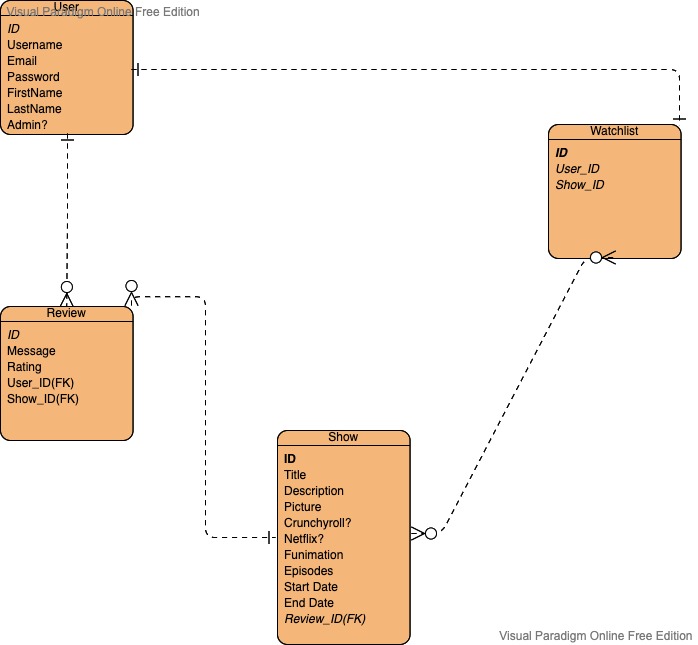 User
Visual Paradigm Online Free Edition
ID
Username
Email
Password
FirstName
LastName
Admin?
Watchlist
ID
User_ID
Show_ID
Review
ID
Message
Rating
User_ID(FK)
Show_ID(FK)
Show
ID
Title
Description
Picture
Crunchyroll?
Netflix?
Funimation
Episodes
Start Date
End Date
Review_ID(FK)
Visual Paradigm Online Free Edition